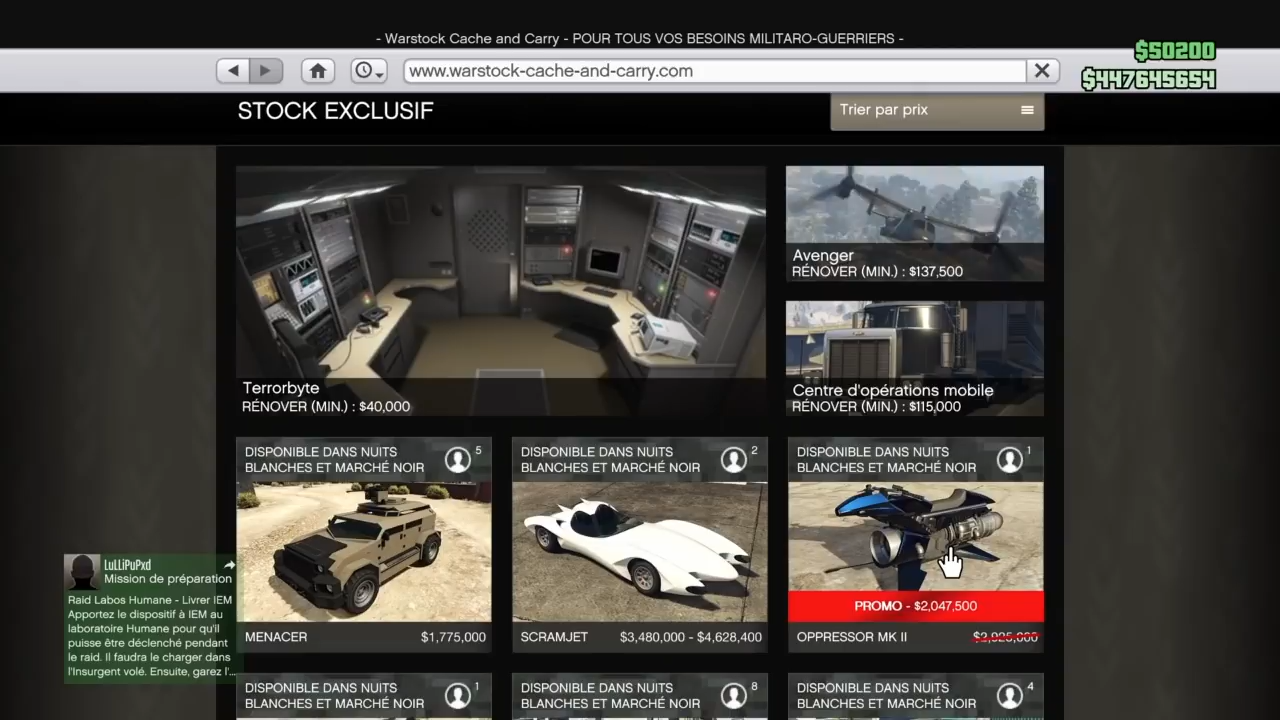 - Warstock Cache and Carry - POUR TOUS VOS BESOINS MILITARO-GUERRIERS -
$50200
www.warstock-cache-and-carry.com
$447645654
STOCK EXCLUSIF
Trier par prix
Terrorbyte
RÉNOVER (MIN.) : $40,000
Avenger
RÉNOVER (MIN.) : $137,500
Centre d'opérations mobile
RÉNOVER (MIN.) : $115,000
DISPONIBLE DANS NUITS
BLANCHES ET MARCHÉ NOIR
5
MENACER
$1,775,000
DISPONIBLE DANS NUITS
BLANCHES ET MARCHÉ NOIR
2
SCRAMJET
$3,480,000 - $4,628,400
DISPONIBLE DANS NUITS
BLANCHES ET MARCHÉ NOIR
1
PROMO - $2,047,500
OPPRESSOR MK II
$2,925,000
LuLLiPuPxd
Mission de préparation
Raid Labos Humane - Livrer IEM
Apportez le dispositif à IEM au
laboratoire Humane pour qu'il
puisse être déclenché pendant
le raid. Il faudra le charger dans
l'Insurgent volé. Ensuite, garez l'...
DISPONIBLE DANS NUITS
BLANCHES ET MARCHÉ NOIR
1
DISPONIBLE DANS NUITS
BLANCHES ET MARCHÉ NOIR
8
DISPONIBLE DANS NUITS
BLANCHES ET MARCHÉ NOIR
4